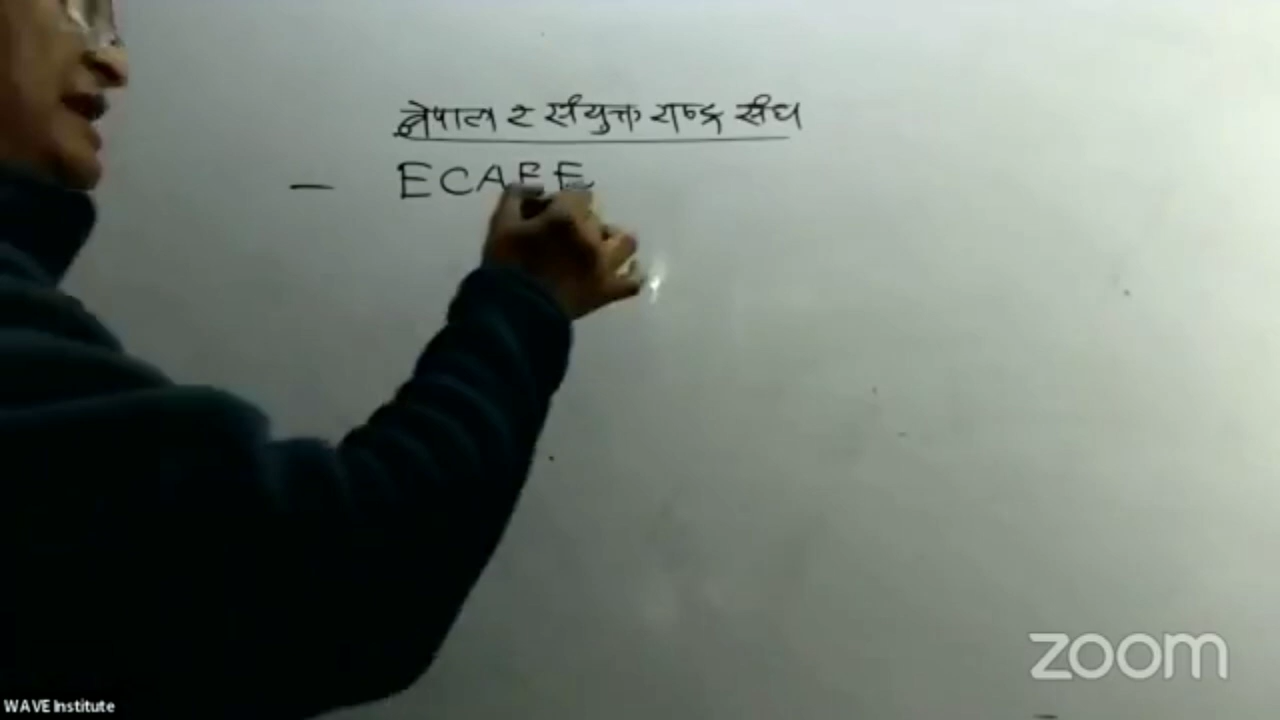 नेपाल र संयुक्त राष्ट्र संघ
— ECAFE
zoom
WAVE Institute